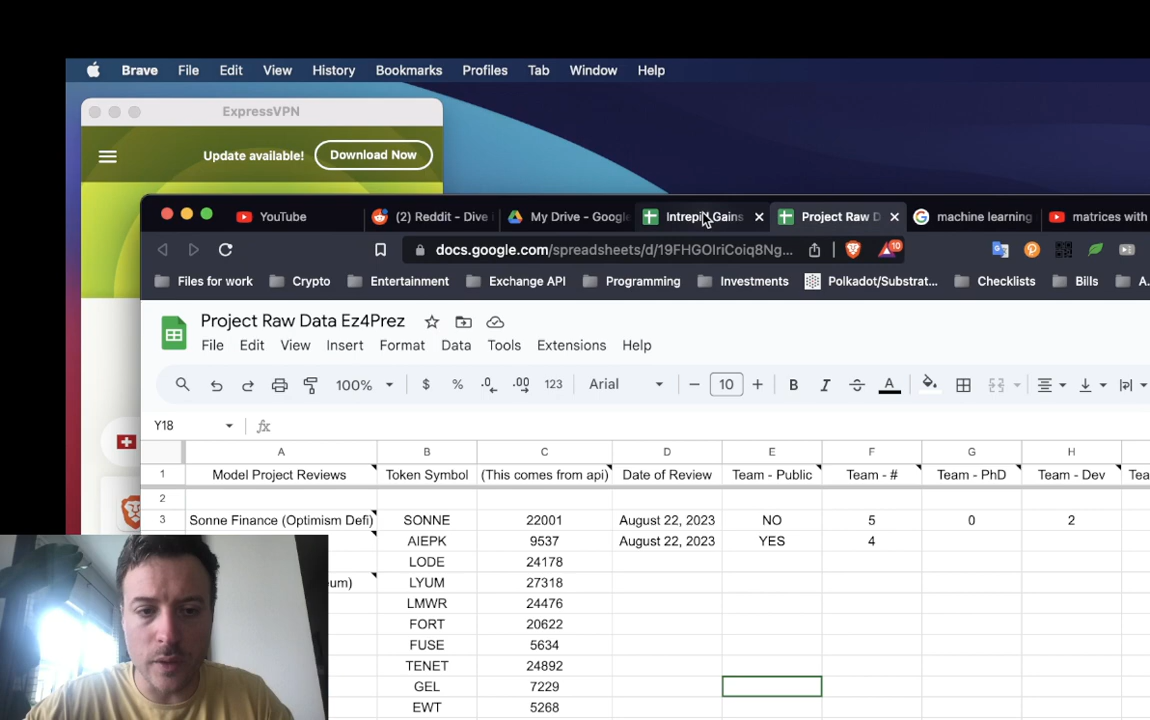 Brave File Edit View History Bookmarks Profiles Tab Window Help
ExpressVPN
Update available! Download Now
YouTube (2) Reddit - Dive My Drive - Google Project Raw D machine learning matrices with
docs.google.com/spreadsheets/d/19FHGOIriCoiq8Ng... 10
Files for work Crypto Entertainment Exchange API Programming Investments Polkadot/Substrat... Checklists Bills A.
Project Raw Data Ez4Prez
File Edit View Insert Format Data Tools Extensions Help
100% $ % .0 .00 123 Arial 10 B I A
Y18 fx
A B C D E F G H
1 Model Project Reviews Token Symbol (This comes from api) Date of Review Team - Public Team - # Team - PhD Team - Dev Tea
2
3 Sonne Finance (Optimism Defi) SONNE 22001 August 22, 2023 NO 5 0 2
AIEPK 9537 August 22, 2023 YES 4
LODE 24178
um) LYUM 27318
LMWR 24476
FORT 20622
FUSE 5634
TENET 24892
GEL 7229
EWT 5268